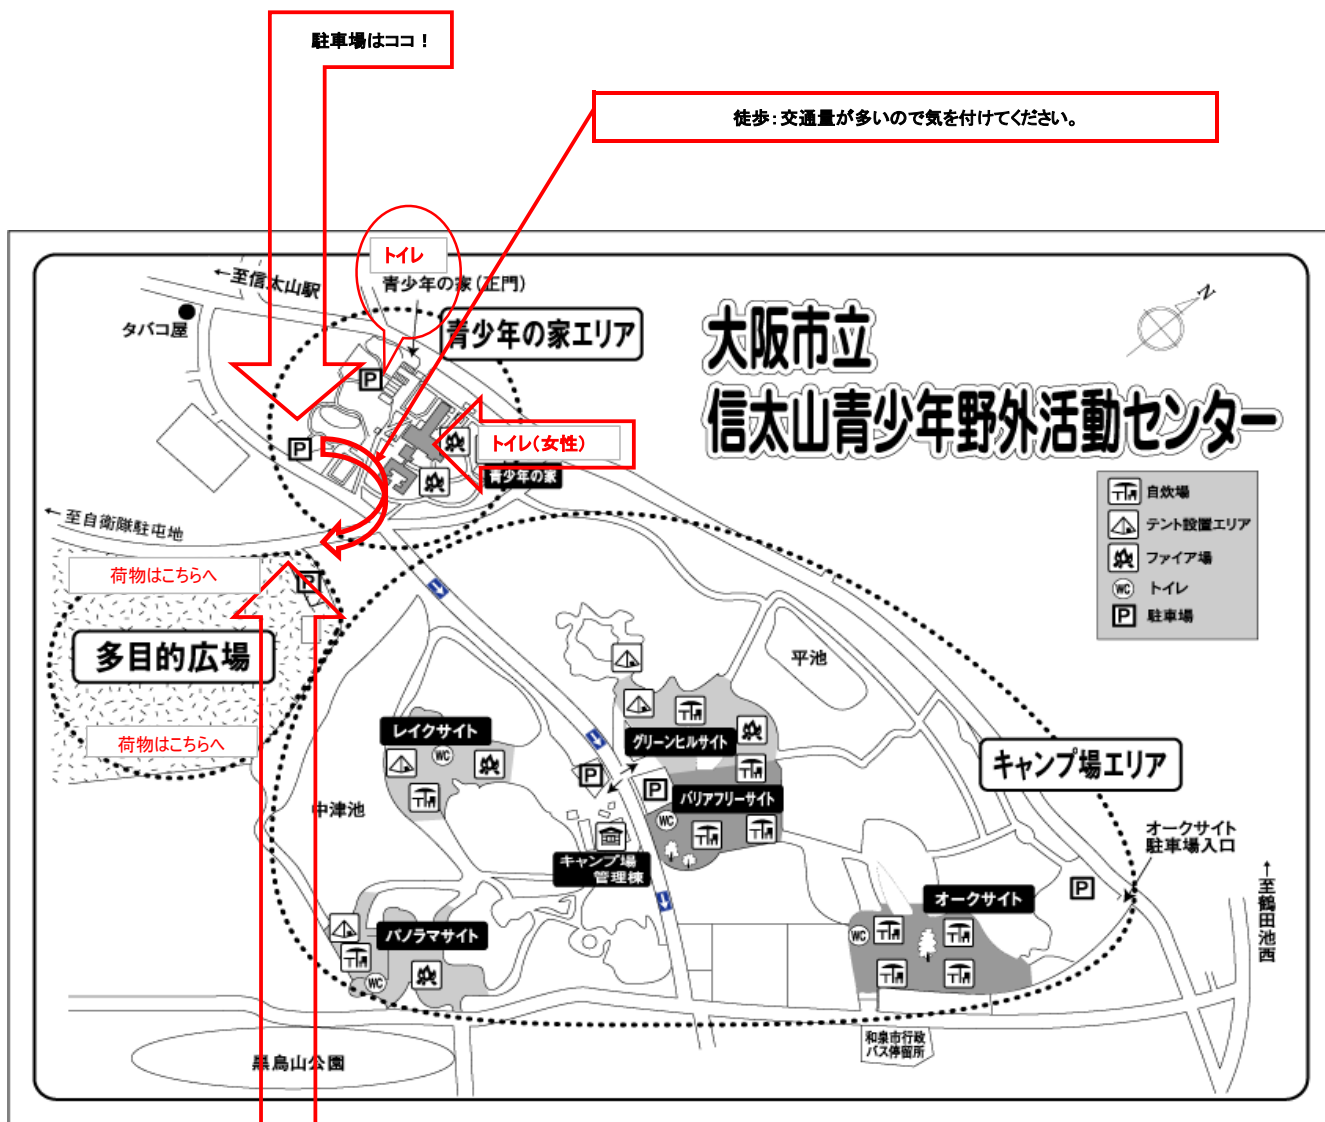 駐車場はココ！
徒歩：交通量が多いので気を付けてください。
トイレ
←至信太山駅
青少年の家(正門)
タバコ屋
青少年の家エリア
大阪市立
信太山青少年野外活動センター
N
P
P
トイレ(女性)
青少年の家
←至自衛隊駐屯地
荷物はこちらへ
P
多目的広場
荷物はこちらへ
自炊場
テント設置エリア
ファイア場
WC トイレ
P 駐車場
平池
レイクサイト
WC
グリーンヒルサイト
キャンプ場エリア
P
P
バリアフリーサイト
WC
中津池
キャンプ場
管理棟
オークサイト
駐車場入口
P
オークサイト
WC
←至鶴田池西
パノラマサイト
WC
和泉市行政
バス停留所
黒鳥山公園